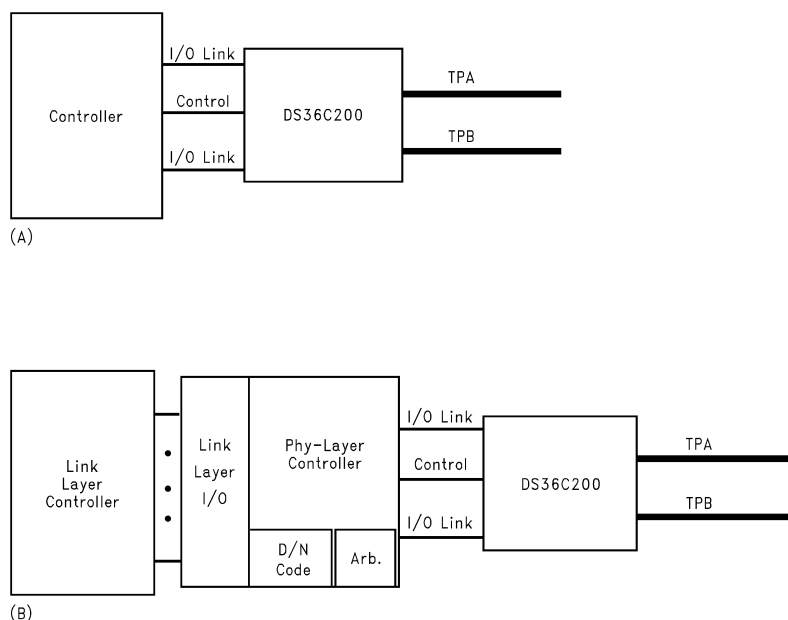 I/O Link
Controller
Control
I/O Link
DS36C200
TPA
TPB
(A)
Link
Layer
Controller
Link
Layer
I/O
Phy-Layer
Controller
D/N
Code
Arb.
I/O Link
Control
I/O Link
DS36C200
TPA
TPB
(B)